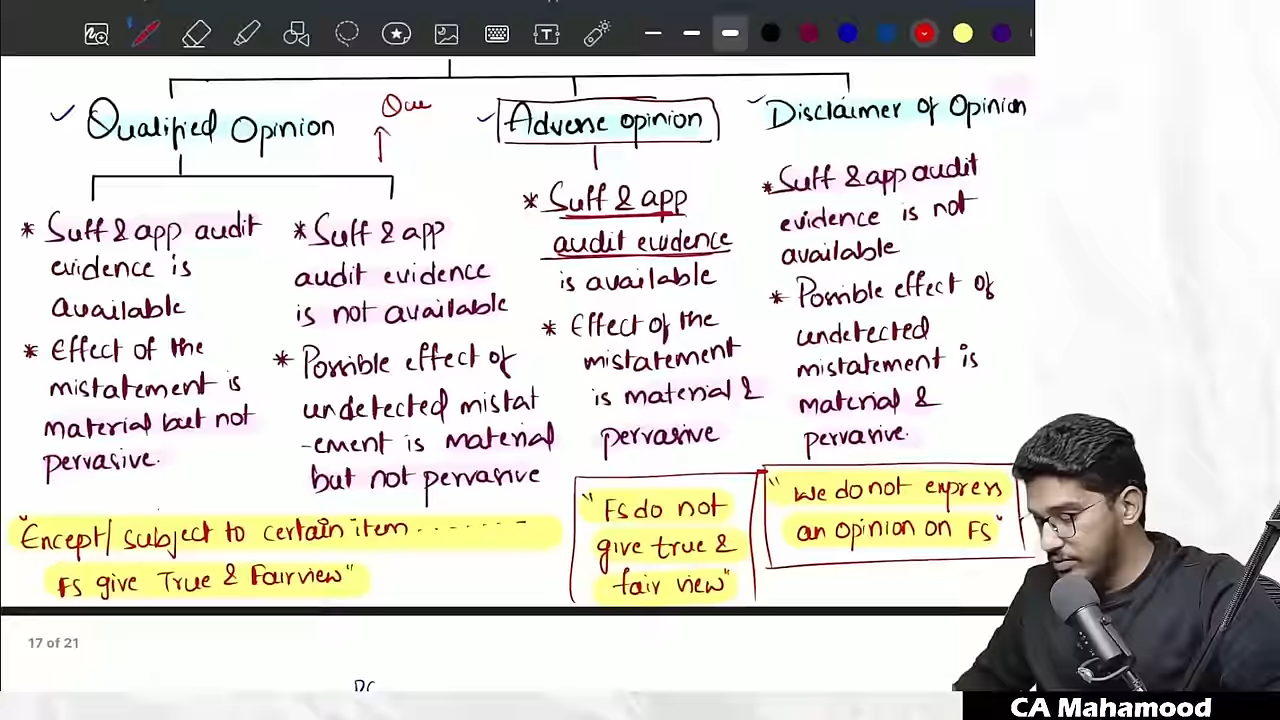 Qualified Opinion
* Suff & app audit
evidence is
available
* Effect of the
mistatement is
material but not
pervasive.
* Suff & app
audit evidence
is not available
* Possible effect of
undetected mistat
-ement is material
but not pervasive
"Except/subject to certain item.......-
FS give True & Fairview"
Adverse opinion
* Suff & app
audit evidence
is available
* Effect of the
mistatement
is material &
pervasive
"FS do not
give true &
fair view"
Disclaimer of Opinion
* Suff & app audit
evidence is not
available
* Possible effect of
undetected
mistatement is
material &
pervasive.
"We do not express
an opinion on FS"
17 of 21
CA Mahamood